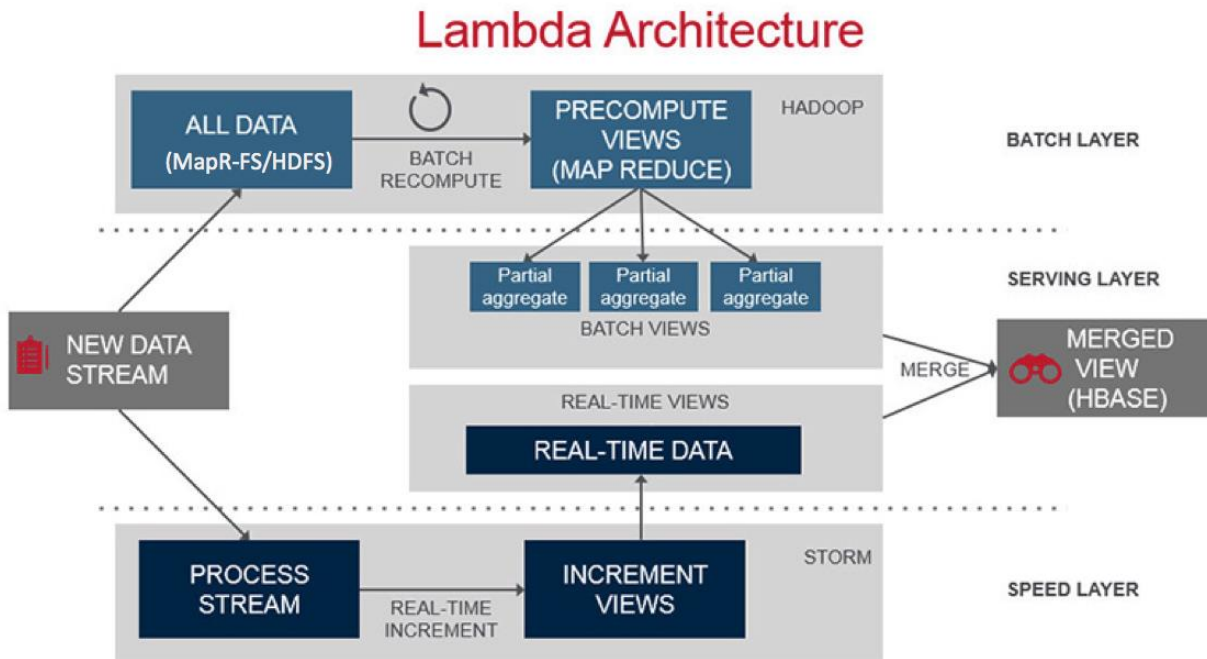 Lambda Architecture
ALL DATA
(MapR-FS/HDFS)
BATCH
RECOMPUTE
PRECOMPUTE
VIEWS
(MAP REDUCE)
HADOOP
BATCH LAYER
Partial
aggregate
Partial
aggregate
Partial
aggregate
BATCH VIEWS
SERVING LAYER
NEW DATA
STREAM
MERGE
MERGED
VIEW
(HBASE)
REAL-TIME VIEWS
REAL-TIME DATA
PROCESS
STREAM
REAL-TIME
INCREMENT
INCREMENT
VIEWS
STORM
SPEED LAYER